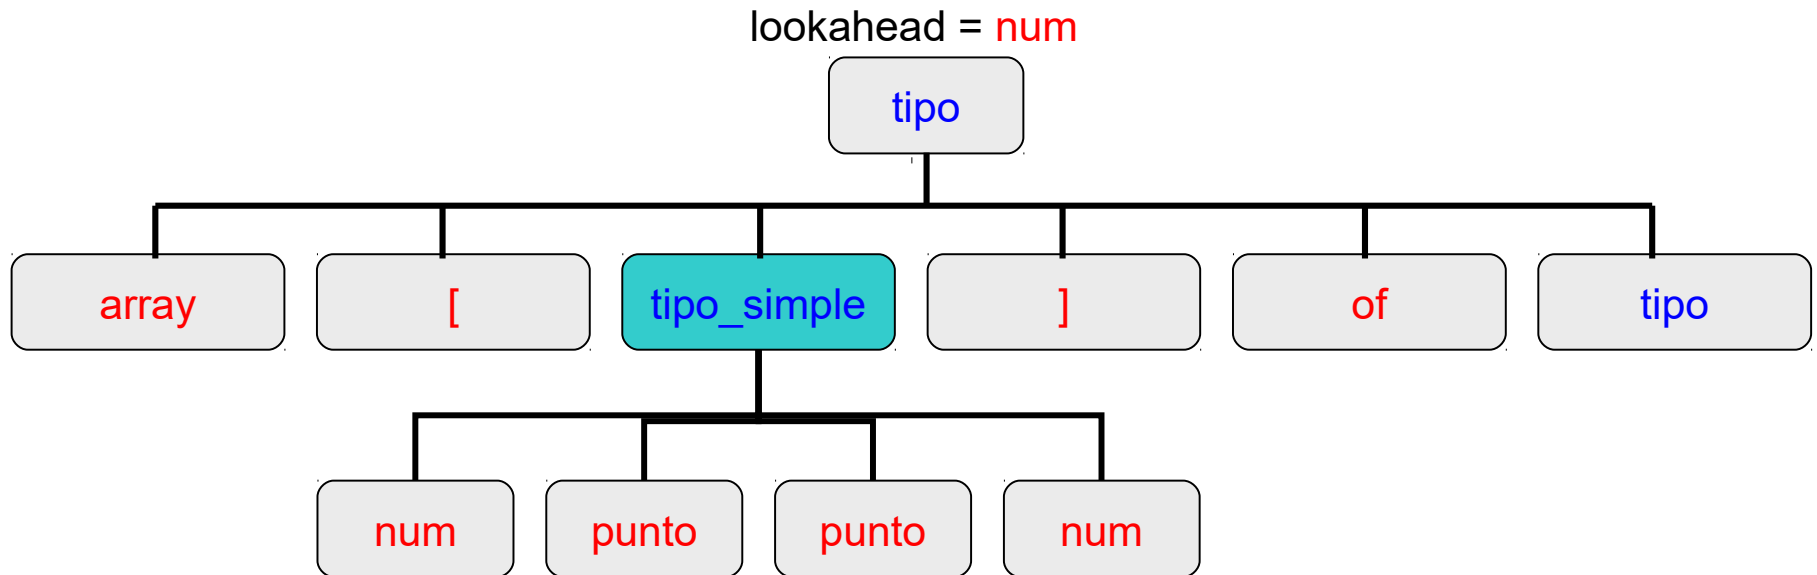 lookahead = num
tipo
array [ tipo_simple ] of tipo
num punto punto num